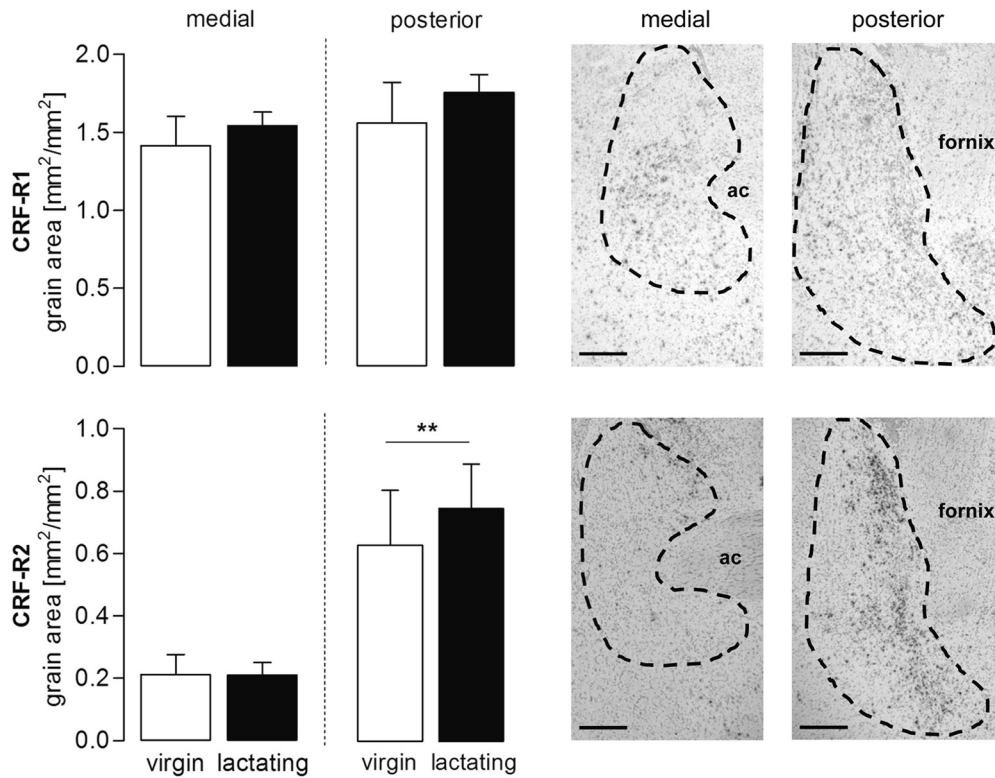 medial posterior medial posterior
CRF-R1
grain area [mm²/mm²]
2.0
1.5
1.0
0.5
0.0
ac
fornix
CRF-R2
grain area [mm²/mm²]
1.0
0.8
0.6
0.4
0.2
0.0
**
virgin lactating virgin lactating
ac
fornix